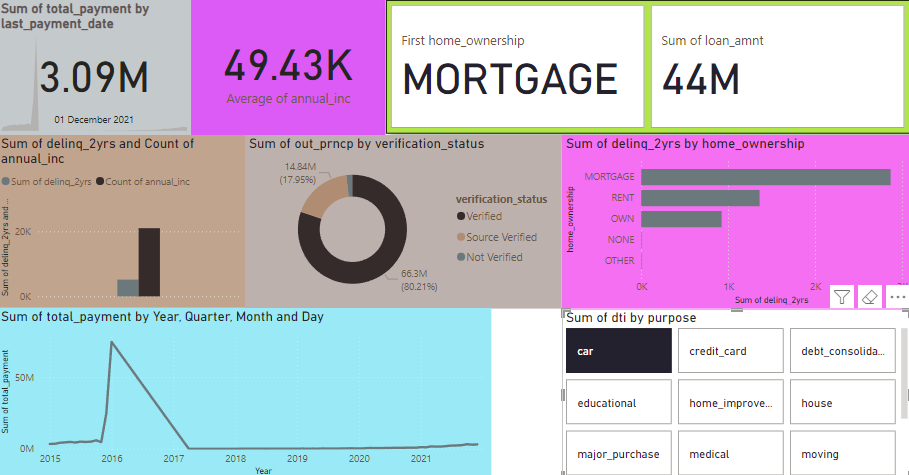 Sum of total_payment by
last_payment_date
3.09M
01 December 2021
49.43K
Average of annual_inc
First home_ownership
MORTGAGE
Sum of loan_amnt
44M
Sum of delinq_2yrs and Count of
annual_inc
Sum of delinq_2yrs Count of annual_inc
Sum of delinq_2yrs and ...
20K
0K
Sum of out_prncp by verification_status
14.84M
(17.95%)
66.3M
(80.21%)
verification_status
Verified
Source Verified
Not Verified
Sum of delinq_2yrs by home_ownership
home_ownership
MORTGAGE
RENT
OWN
NONE
OTHER
0K 1K 2K
Sum of delinq_2yrs
Sum of total_payment by Year, Quarter, Month and Day
Sum of total_payment
50M
0M
2015 2016 2017 2018 2019 2020 2021
Year
Sum of dti by purpose
car credit_card debt_consolida...
educational home_improve... house
major_purchase medical moving